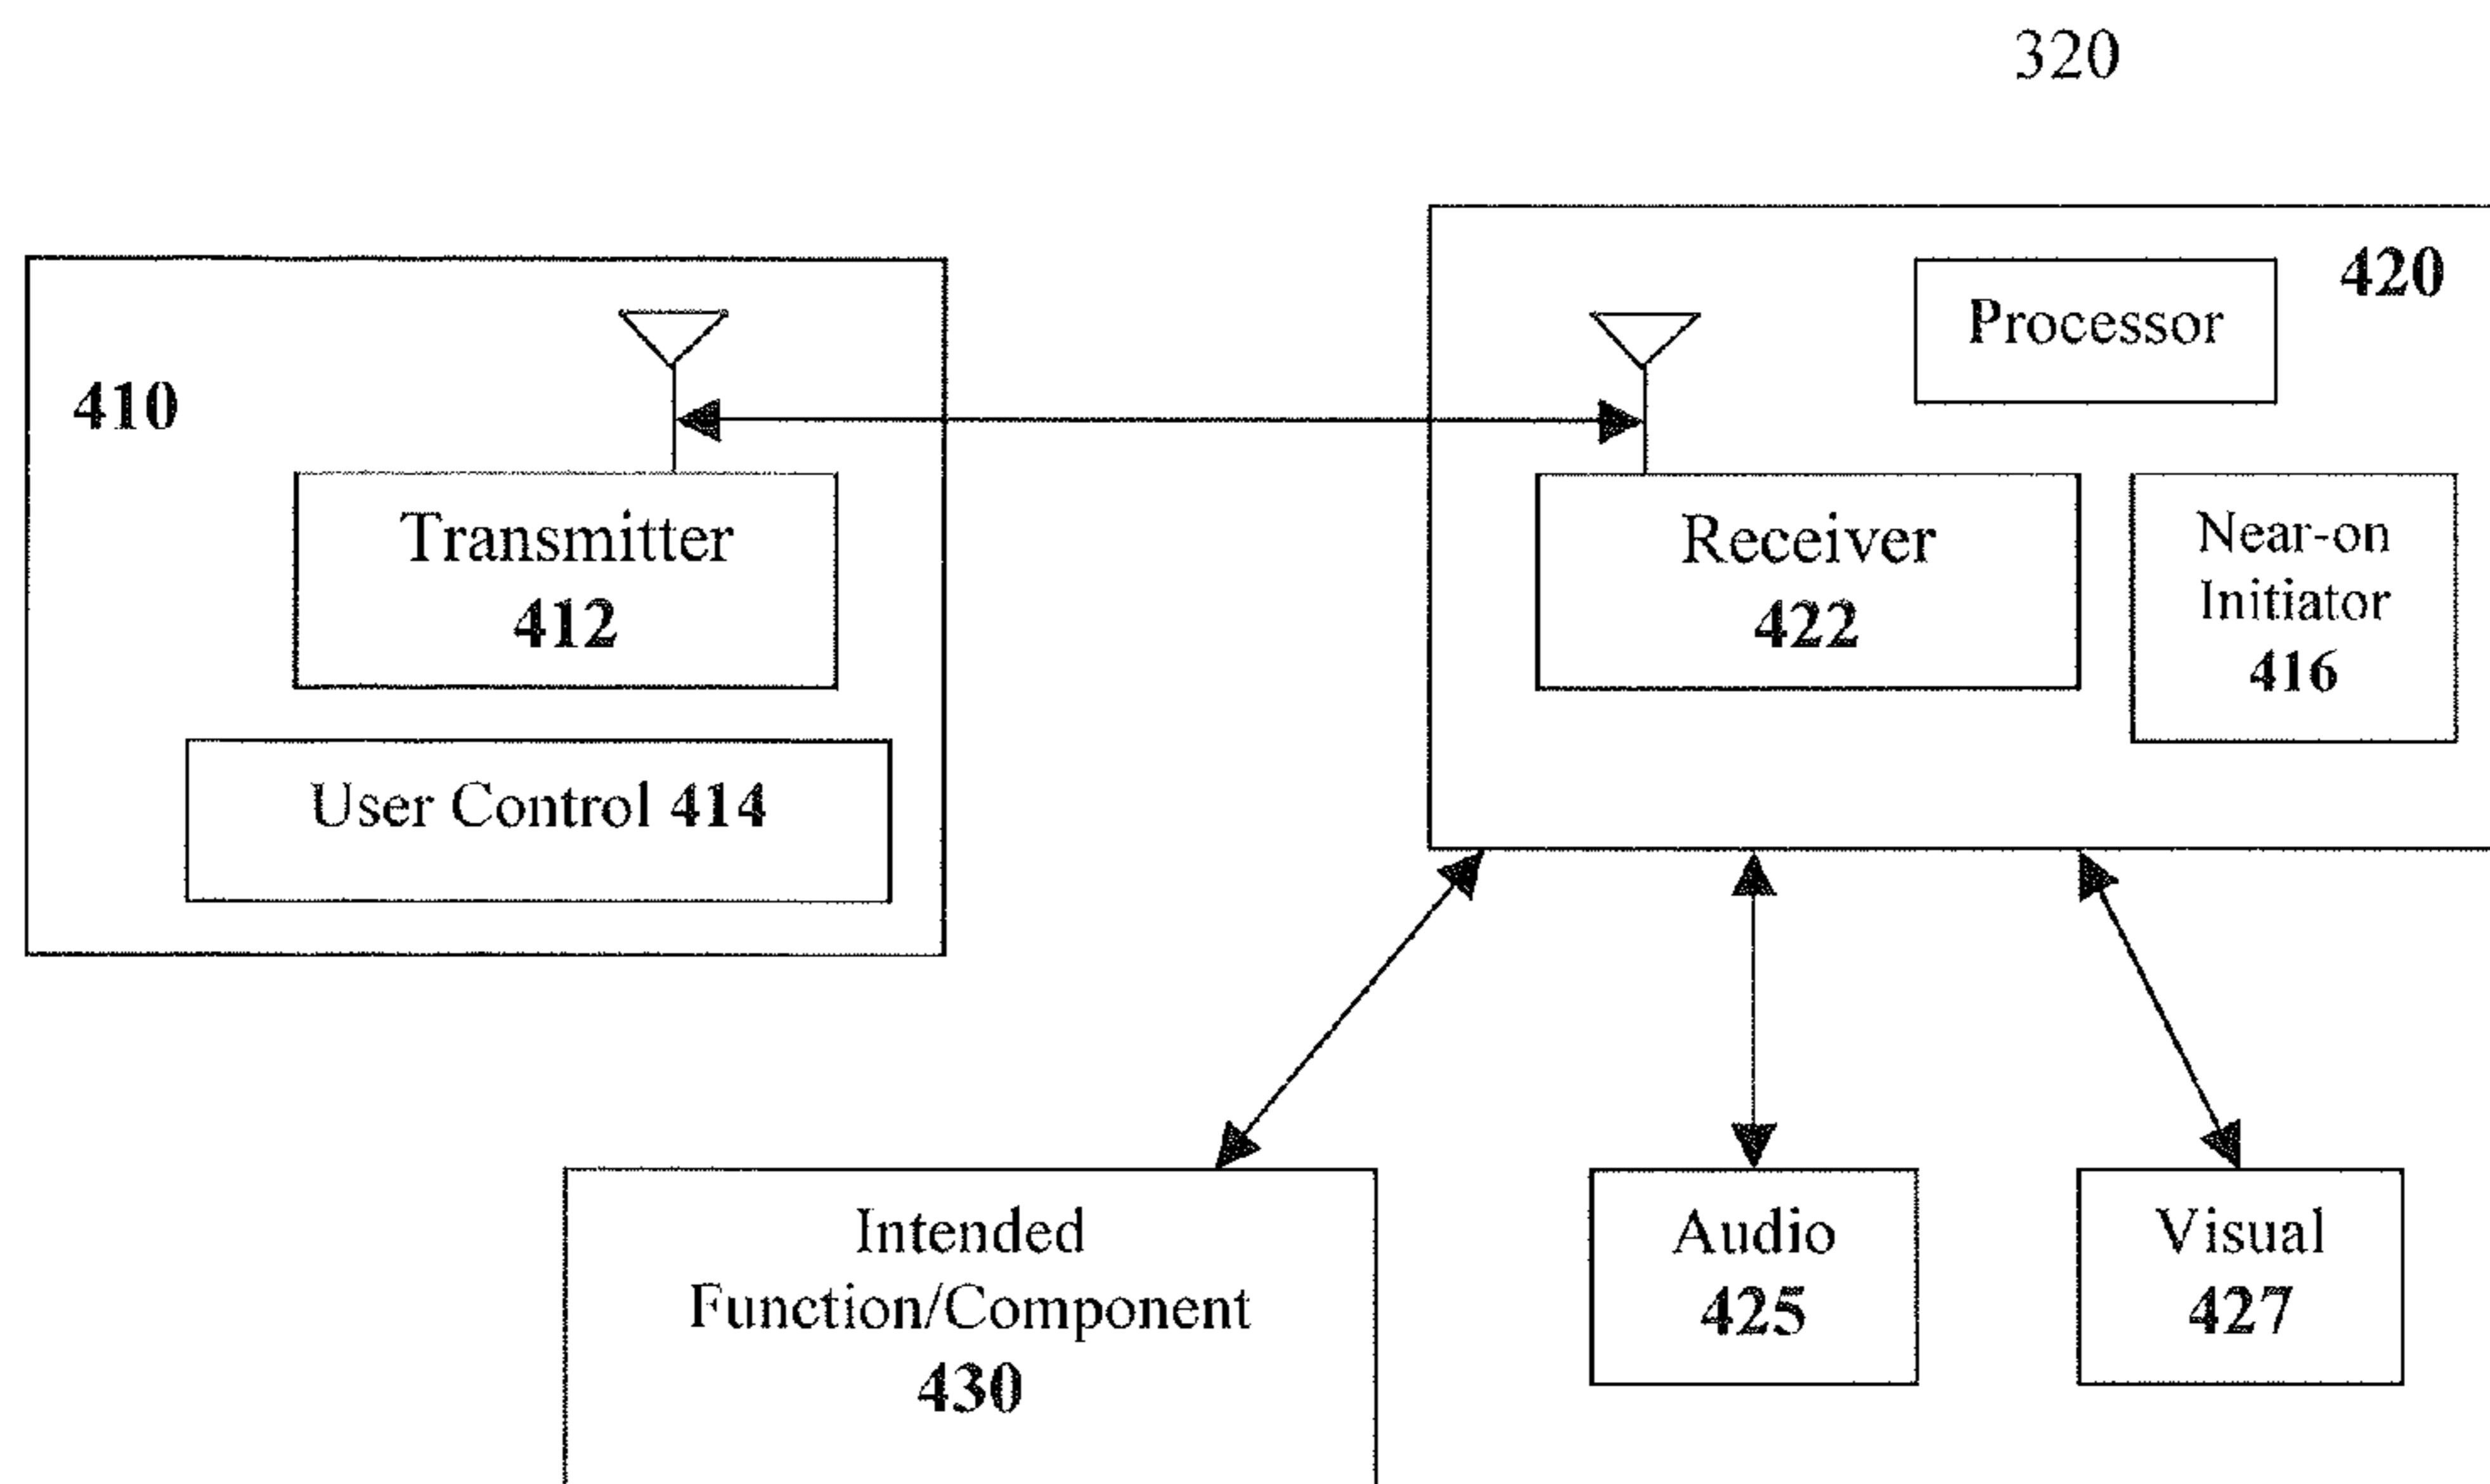 320
410
Transmitter
412
User Control 414
420
Processor
Receiver
422
Near-on
Initiator
416
Intended
Function/Component
430
Audio
425
Visual
427